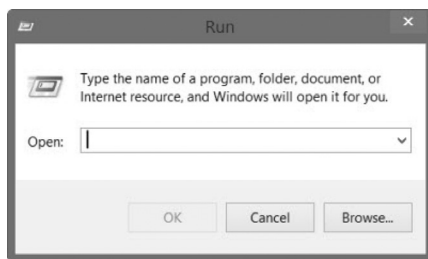 Run
Type the name of a program, folder, document, or
Internet resource, and Windows will open it for you.
Open:
OK Cancel Browse...